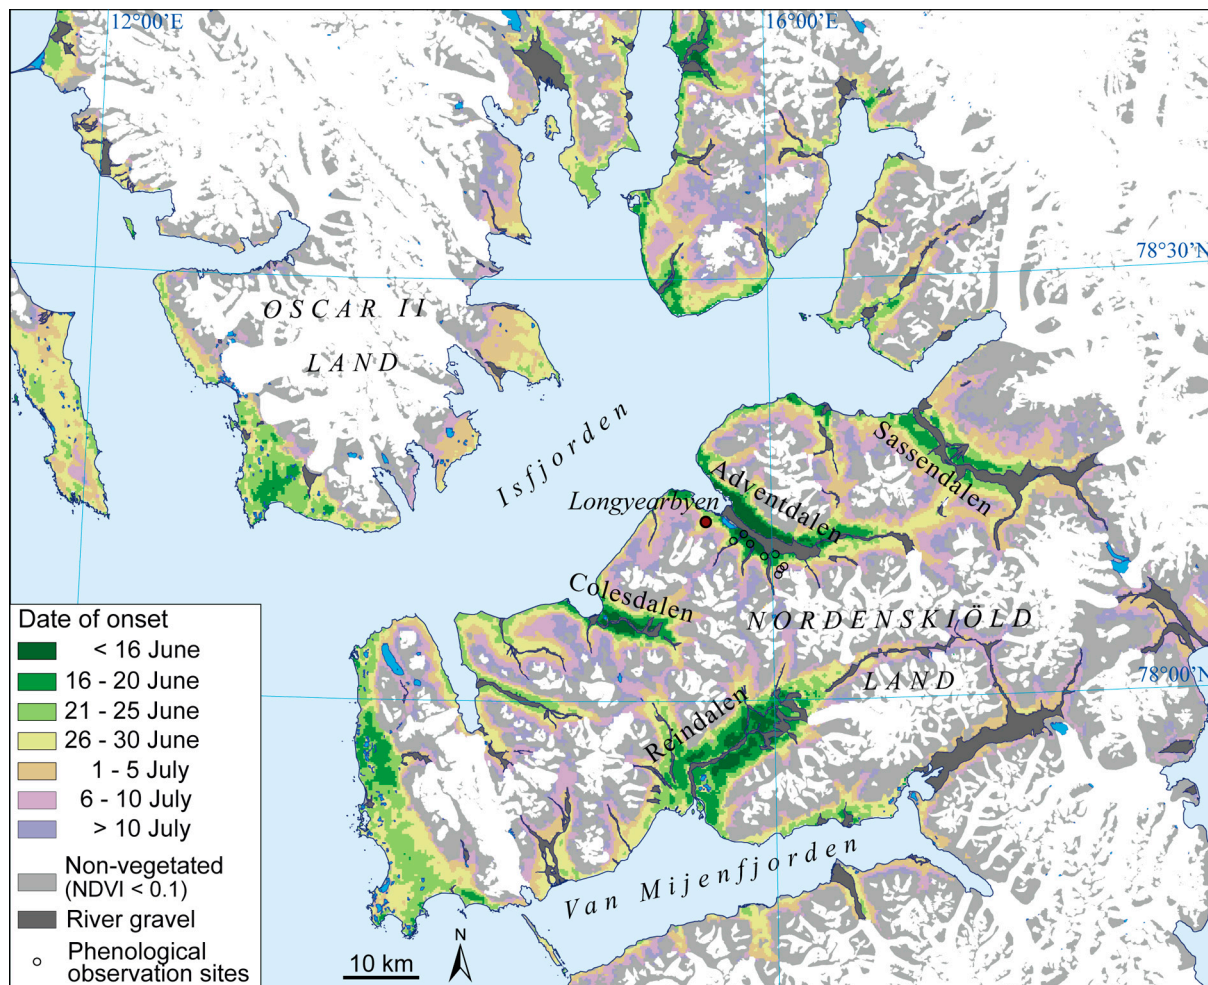 12°00’E
16°00’E
78°30’N
OSCAR II
LAND
Isfjorden
Sassendalen
Adventdalen
Longyearbyen
Colesdalen
NORDENSKIÖLD
LAND
78°00’N
Reindalen
Van Mijenfjorden
Date of onset
< 16 June
16 - 20 June
21 - 25 June
26 - 30 June
1 - 5 July
6 - 10 July
> 10 July
Non-vegetated
(NDVI < 0.1)
River gravel
Phenological
observation sites
N
10 km